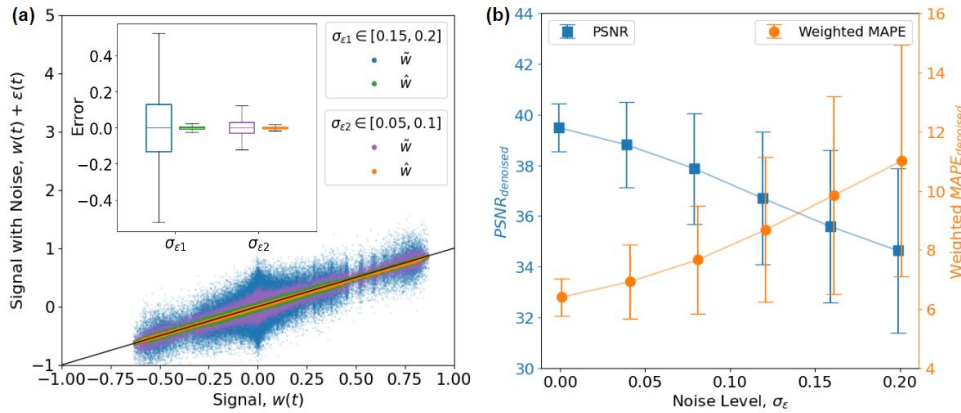 (a)
Signal with Noise, w(t) + ε(t)
5
4
3
2
1
0
−1
−1.00 −0.75 −0.50 −0.25 0.00 0.25 0.50 0.75 1.00
Signal, w(t)
Error
0.4
0.2
0.0
−0.2
−0.4
σε1 σε2
σε1 ∈ [0.15, 0.2]
w̃
ŵ
σε2 ∈ [0.05, 0.1]
w̃
ŵ
(b)
PSNRdenoised
44
42
40
38
36
34
32
30
PSNR
Weighted MAPE
0.00 0.05 0.10 0.15 0.20
Noise Level, σε
16
14
12
10
8
6
4
Weighted MAPEdenoised